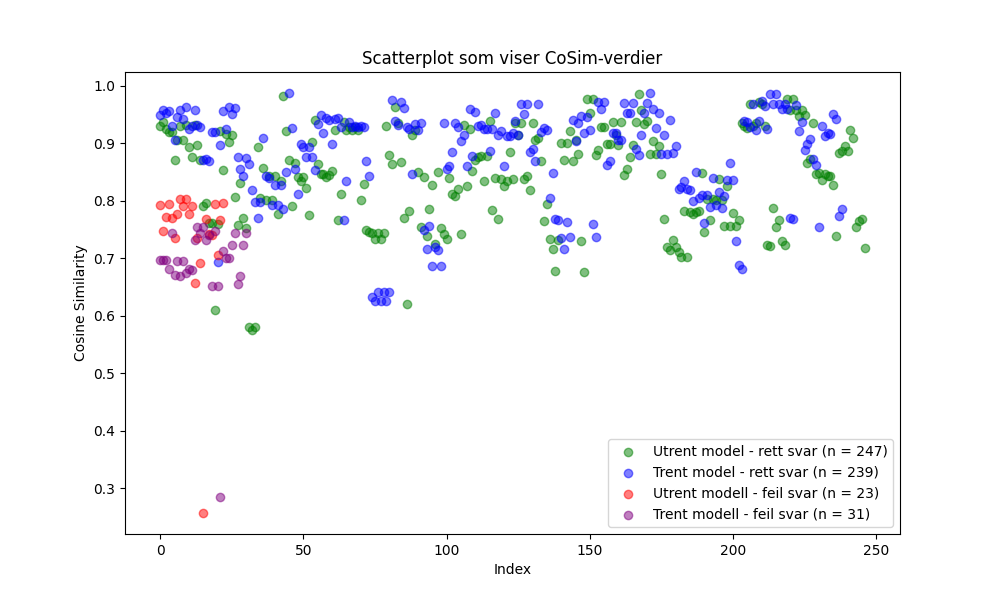 Scatterplot som viser CoSim-verdier
1.0
0.9
0.8
0.7
0.6
0.5
0.4
0.3
Cosine Similarity
0
50
100
150
200
250
Index
Utrent model - rett svar (n = 247)
Trent model - rett svar (n = 239)
Utrent modell - feil svar (n = 23)
Trent modell - feil svar (n = 31)